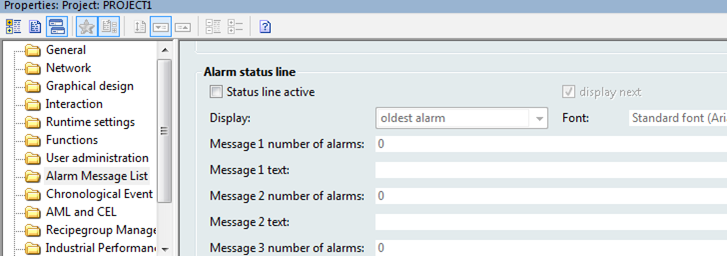 Properties: Project: PROJECT1
General
Network
Graphical design
Interaction
Runtime settings
Functions
User administration
Alarm Message List
Chronological Event
AML and CEL
Recipegroup Manage
Industrial Performan
Alarm status line
Status line active
display next
Display:
oldest alarm
Font:
Standard font (Aria
Message 1 number of alarms:
0
Message 1 text:
Message 2 number of alarms:
0
Message 2 text:
Message 3 number of alarms:
0